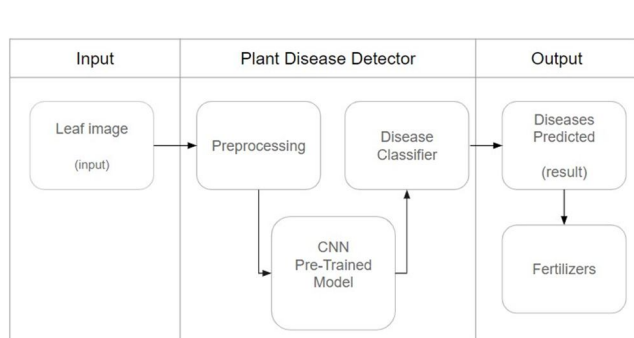 Input
Plant Disease Detector
Output
Leaf image
(input)
Preprocessing
Disease
Classifier
Diseases
Predicted
(result)
CNN
Pre-Trained
Model
Fertilizers